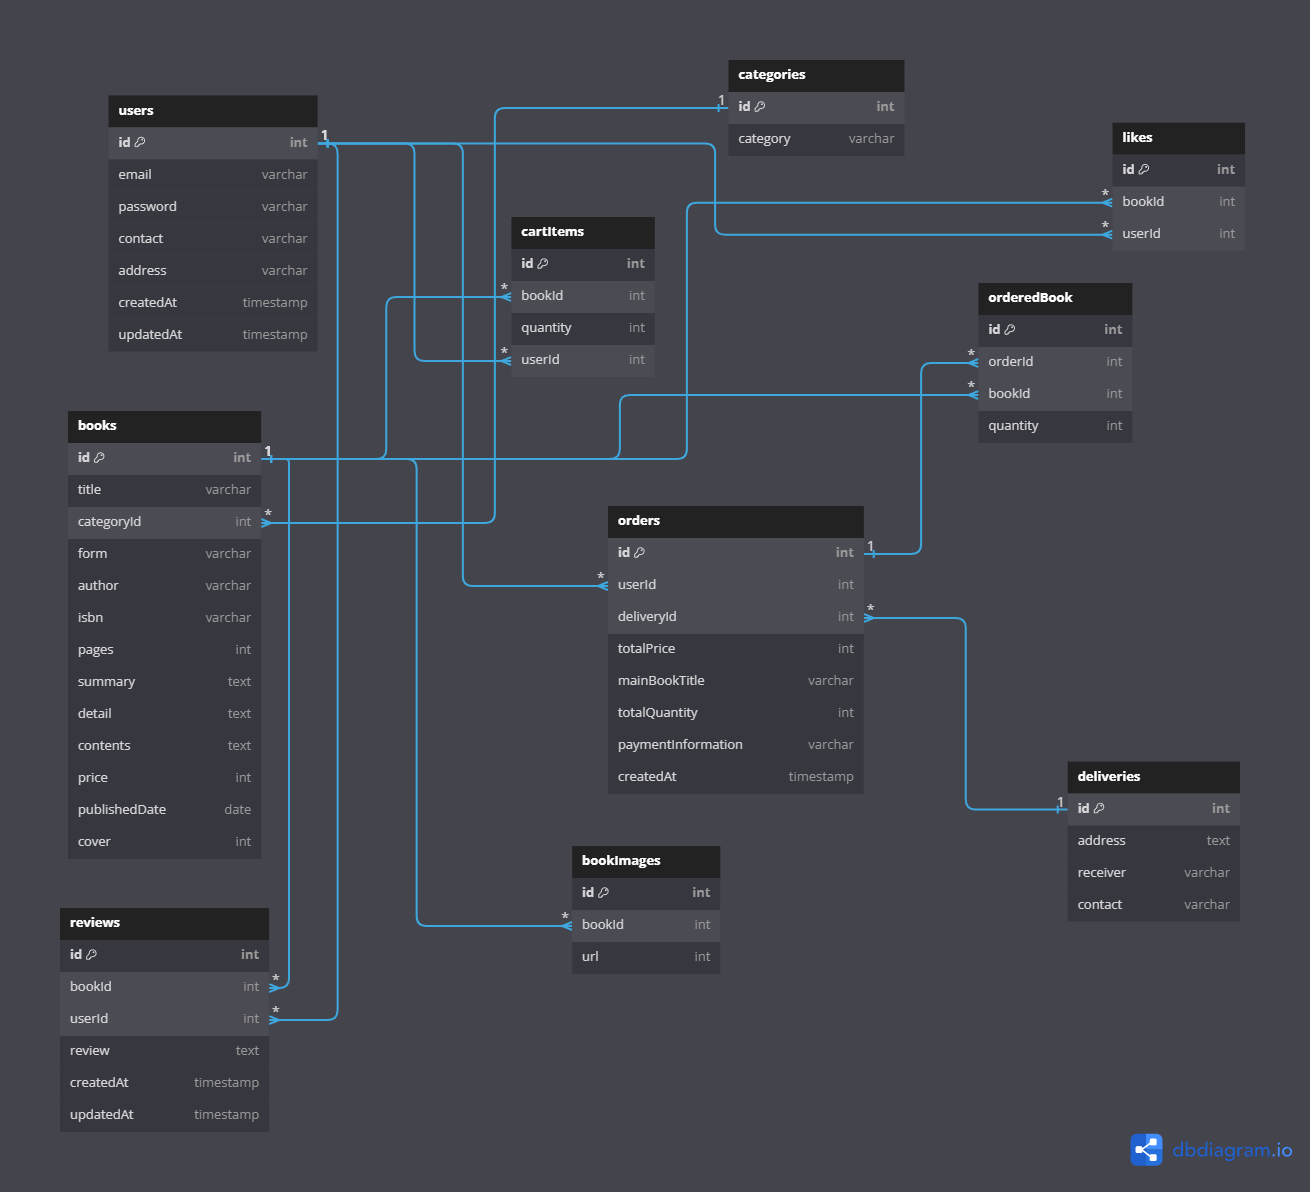 users
id int
email varchar
password varchar
contact varchar
address varchar
createdAt timestamp
updatedAt timestamp
1
categories
id int
category varchar
1
likes
id int
bookId int
userId int
*
*
cartItems
id int
bookId int
quantity int
userId int
*
*
orderedBook
id int
orderId int
bookId int
quantity int
*
*
books
id int
title varchar
categoryId int
form varchar
author varchar
isbn varchar
pages int
summary text
detail text
contents text
price int
publishedDate date
cover int
1
*
orders
id int
userId int
deliveryId int
totalPrice int
mainBookTitle varchar
totalQuantity int
paymentInformation varchar
createdAt timestamp
1
*
*
deliveries
id int
address text
receiver varchar
contact varchar
1
bookImages
id int
bookId int
url int
*
reviews
id int
bookId int
userId int
review text
createdAt timestamp
updatedAt timestamp
*
*
dbdiagram.io